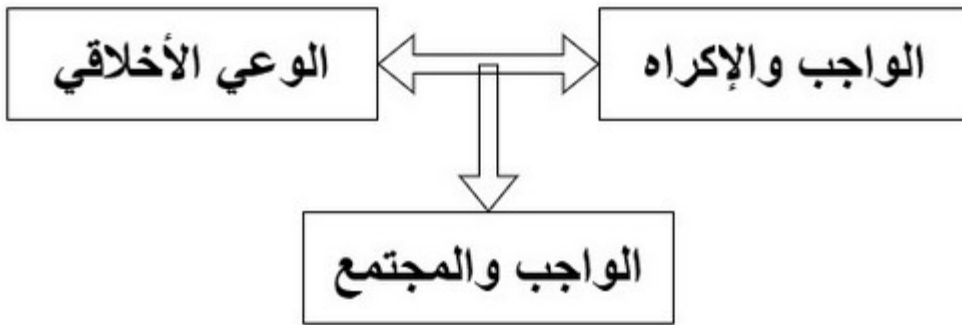 الواجب والإكراه
الوعي الأخلاقي
الواجب والمجتمع